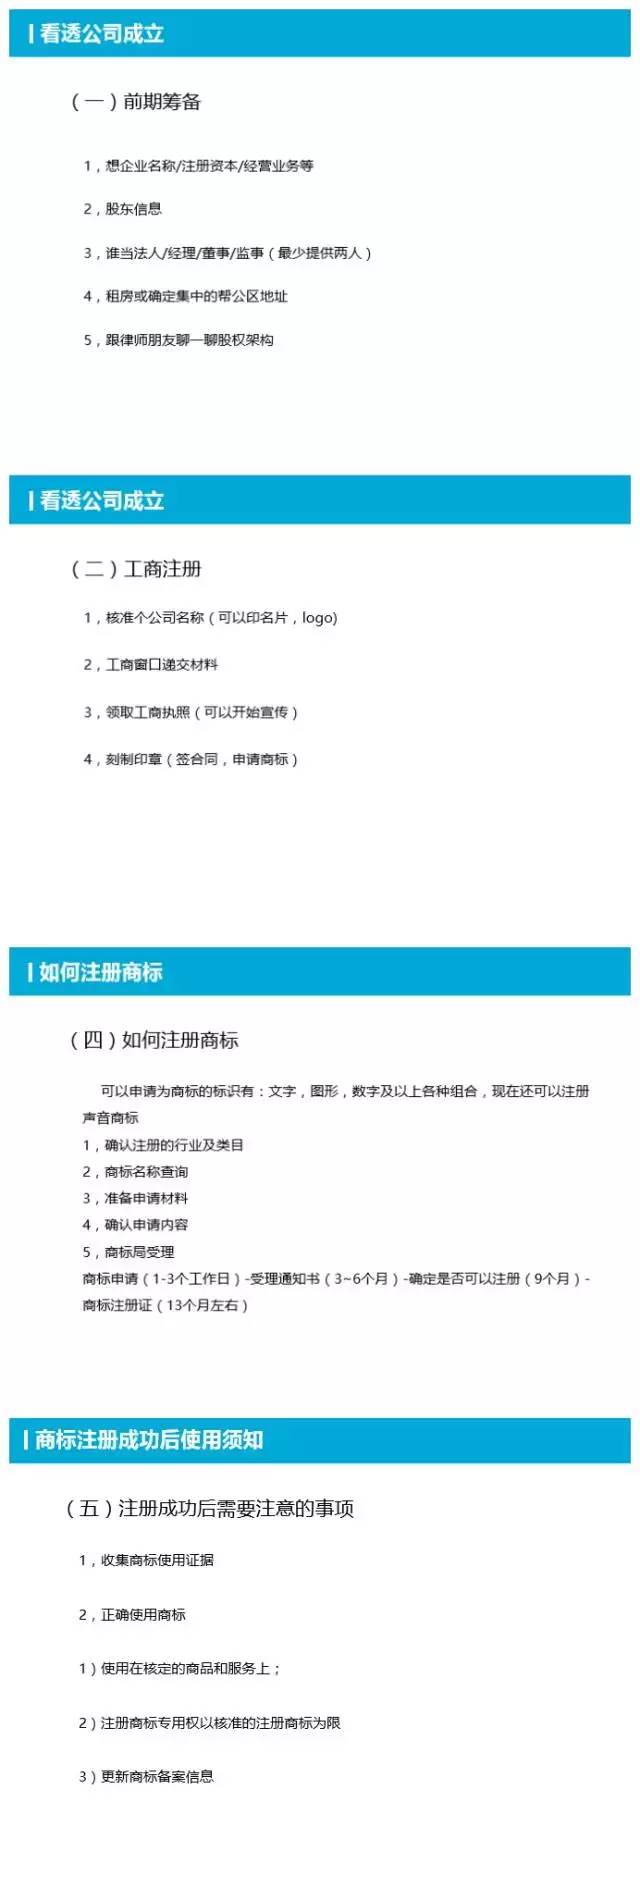 看透公司成立
（一）前期筹备
1，想企业名称/注册资本/经营业务等
2，股东信息
3，谁当法人/经理/董事/监事（最少提供两人）
4，租房或确定集中的帮公区地址
5，跟律师朋友聊一聊股权架构
看透公司成立
（二）工商注册
1，核准个公司名称（可以印名片，logo)
2，工商窗口递交材料
3，领取工商执照（可以开始宣传）
4，刻制印章（签合同，申请商标）
如何注册商标
（四）如何注册商标
可以申请为商标的标识有：文字，图形，数字及以上各种组合，现在还可以注册
声音商标
1，确认注册的行业及类目
2，商标名称查询
3，准备申请材料
4，确认申请内容
5，商标局受理
商标申请（1-3个工作日）-受理通知书（3~6个月）-确定是否可以注册（9个月）-
商标注册证（13个月左右）
商标注册成功后使用须知
（五）注册成功后需要注意的事项
1，收集商标使用证据
2，正确使用商标
1）使用在核定的商品和服务上；
2）注册商标专用权以核准的注册商标为限
3）更新商标备案信息